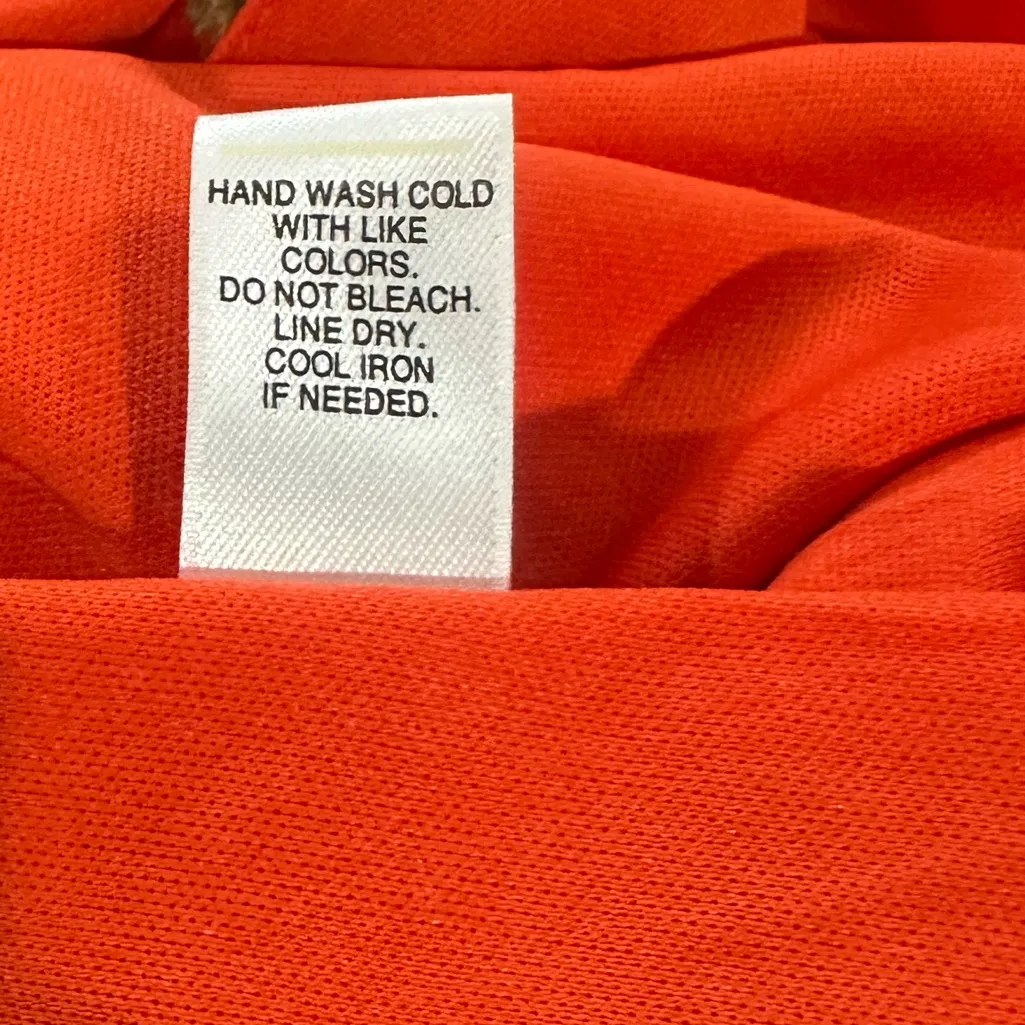 HAND WASH COLD
WITH LIKE
COLORS.
DO NOT BLEACH.
LINE DRY.
COOL IRON
IF NEEDED.